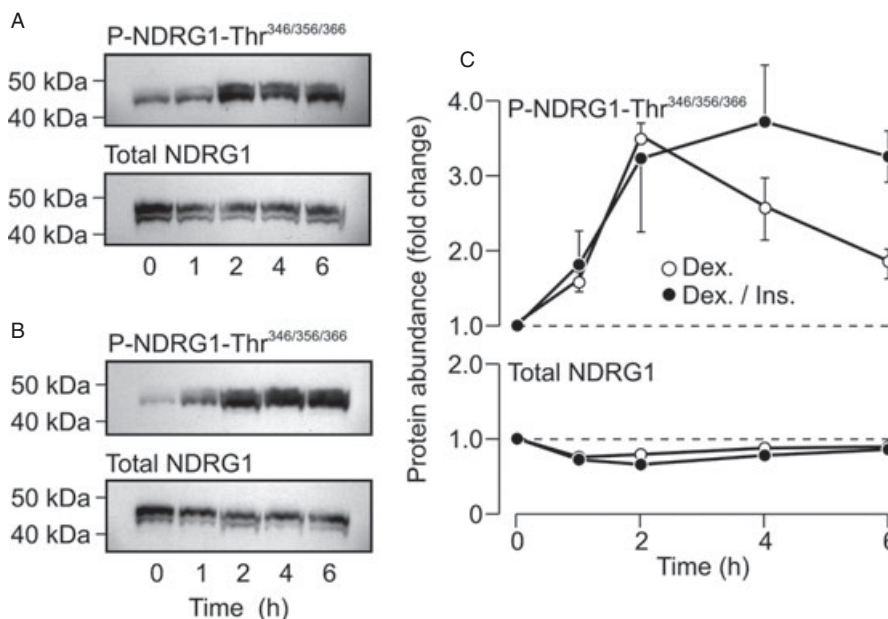 A
P-NDRG1-Thr346/356/366
50 kDa
40 kDa
Total NDRG1
50 kDa
40 kDa
0 1 2 4 6
B
P-NDRG1-Thr346/356/366
50 kDa
40 kDa
Total NDRG1
50 kDa
40 kDa
0 1 2 4 6
Time (h)
C
Protein abundance (fold change)
4.0
P-NDRG1-Thr346/356/366
3.0
2.0
Dex.
Dex. / Ins.
1.0
2.0
Total NDRG1
1.0
0
0 2 4 6
Time (h)